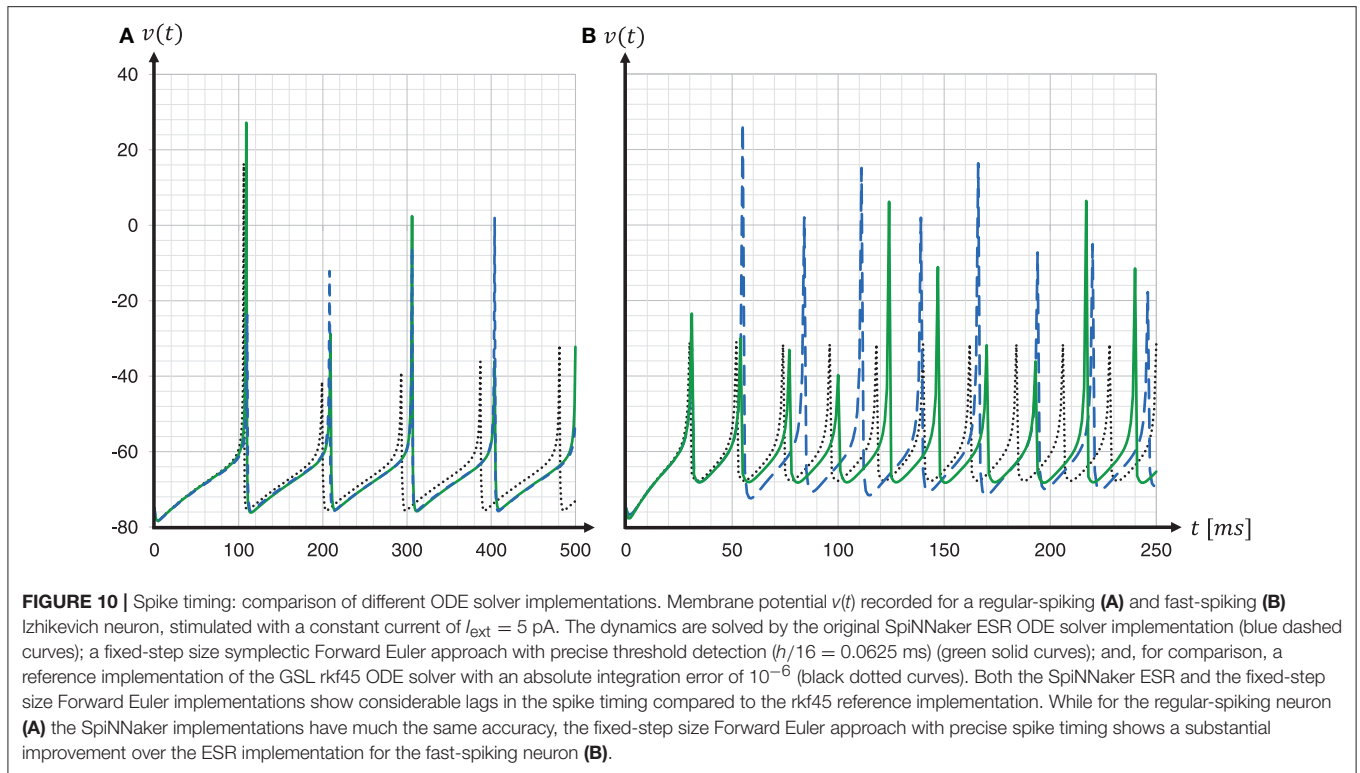 A v(t)
B v(t)
40
20
0
-20
-40
-60
-80
0 100 200 300 400 500
0 50 100 150 200 250
t [ms]
FIGURE 10 | Spike timing: comparison of different ODE solver implementations. Membrane potential v(t) recorded for a regular-spiking (A) and fast-spiking (B)
Izhikevich neuron, stimulated with a constant current of Iext = 5 pA. The dynamics are solved by the original SpiNNaker ESR ODE solver implementation (blue dashed
curves); a fixed-step size symplectic Forward Euler approach with precise threshold detection (h/16 = 0.0625 ms) (green solid curves); and, for comparison, a
reference implementation of the GSL rkf45 ODE solver with an absolute integration error of 10−6 (black dotted curves). Both the SpiNNaker ESR and the fixed-step
size Forward Euler implementations show considerable lags in the spike timing compared to the rkf45 reference implementation. While for the regular-spiking neuron
(A) the SpiNNaker implementations have much the same accuracy, the fixed-step size Forward Euler approach with precise spike timing shows a substantial
improvement over the ESR implementation for the fast-spiking neuron (B).